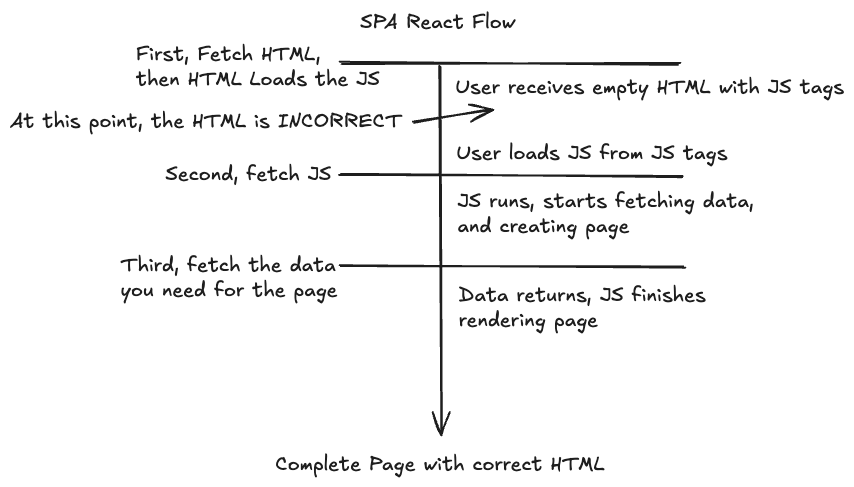 SPA React Flow
First, Fetch HTML,
then HTML Loads the JS
User receives empty HTML with JS tags
At this point, the HTML is INCORRECT
User loads JS from JS tags
Second, fetch JS
JS runs, starts fetching data,
and creating page
Third, fetch the data
you need for the page
Data returns, JS finishes
rendering page
Complete Page with correct HTML